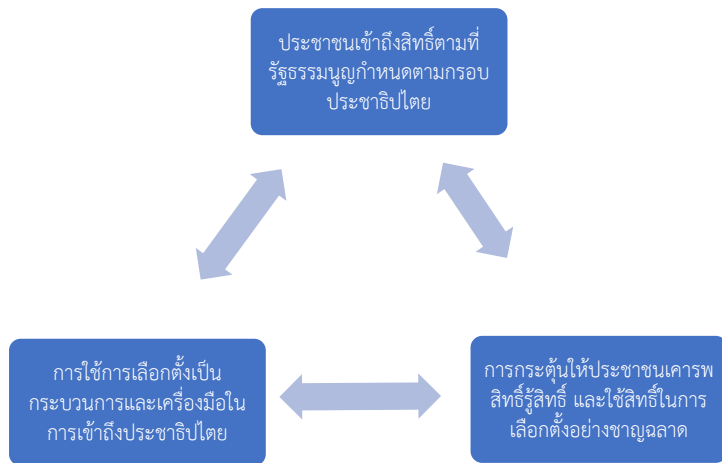 ประชาชนเข้าถึงสิทธิ์ตามที่
รัฐธรรมนูญกำหนดตามกรอบ
ประชาธิปไตย
การใช้การเลือกตั้งเป็น
กระบวนการและเครื่องมือใน
การเข้าถึงประชาธิปไตย
การกระตุ้นให้ประชาชนเคารพ
สิทธิ์รู้สิทธิ์ และใช้สิทธิ์ในการ
เลือกตั้งอย่างชาญฉลาด